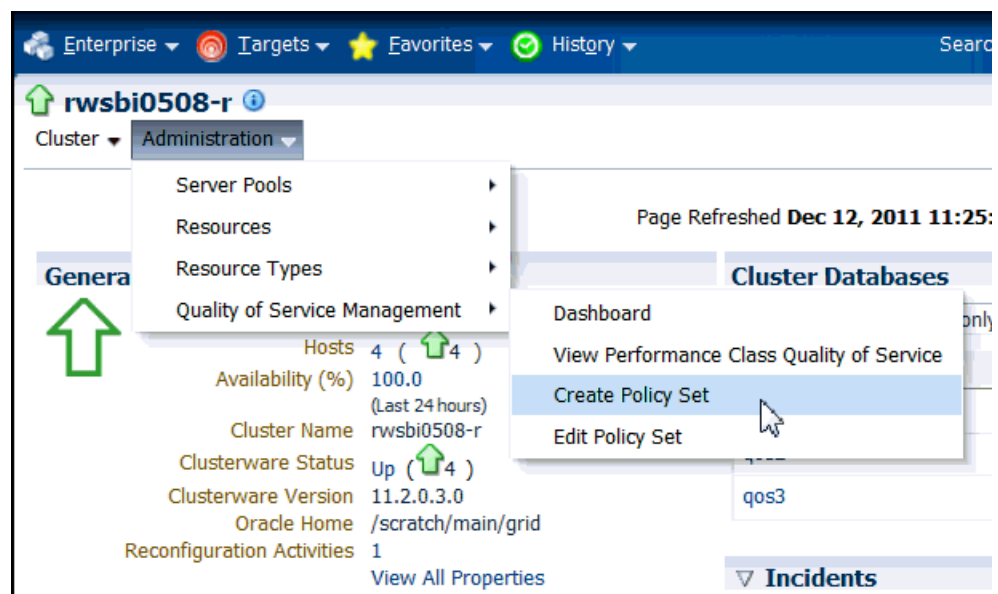 Enterprise Targets Favorites History Searc
rwsbi0508-r
Cluster Administration
Server Pools
Resources
Resource Types
Quality of Service Management
Dashboard
View Performance Class Quality of Service
Create Policy Set
Edit Policy Set
Page Refreshed Dec 12, 2011 11:25:
Genera
Hosts 4 ( 4 )
Availability (%) 100.0
(Last 24 hours)
Cluster Name rwsbi0508-r
Clusterware Status Up ( 4 )
Clusterware Version 11.2.0.3.0
Oracle Home /scratch/main/grid
Reconfiguration Activities 1
View All Properties
Cluster Databases
only
qos3
Incidents